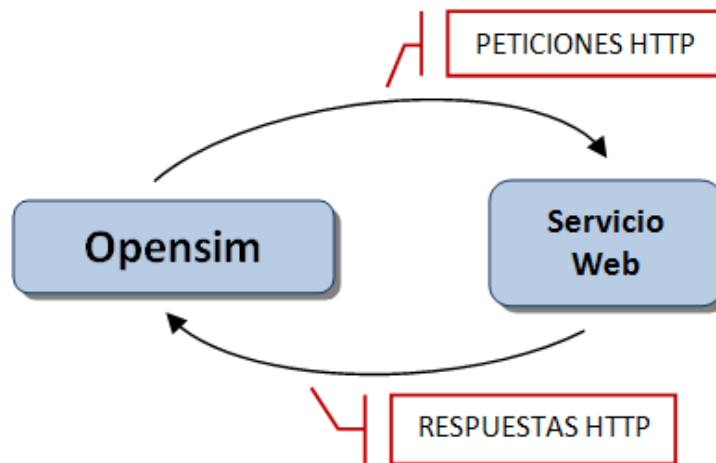 PETICIONES HTTP
Opensim
Servicio
Web
RESPUESTAS HTTP